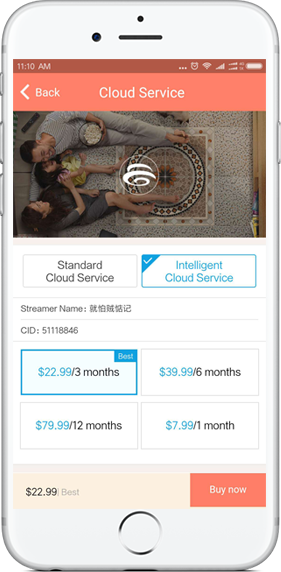 11:10 AM
Back
Cloud Service
Standard
Cloud Service
Intelligent
Cloud Service
Streamer Name: 就怕贼惦记
CID: 51118846
Best
$22.99/3 months
$39.99/6 months
$79.99/12 months
$7.99/1 month
$22.99| Best
Buy now